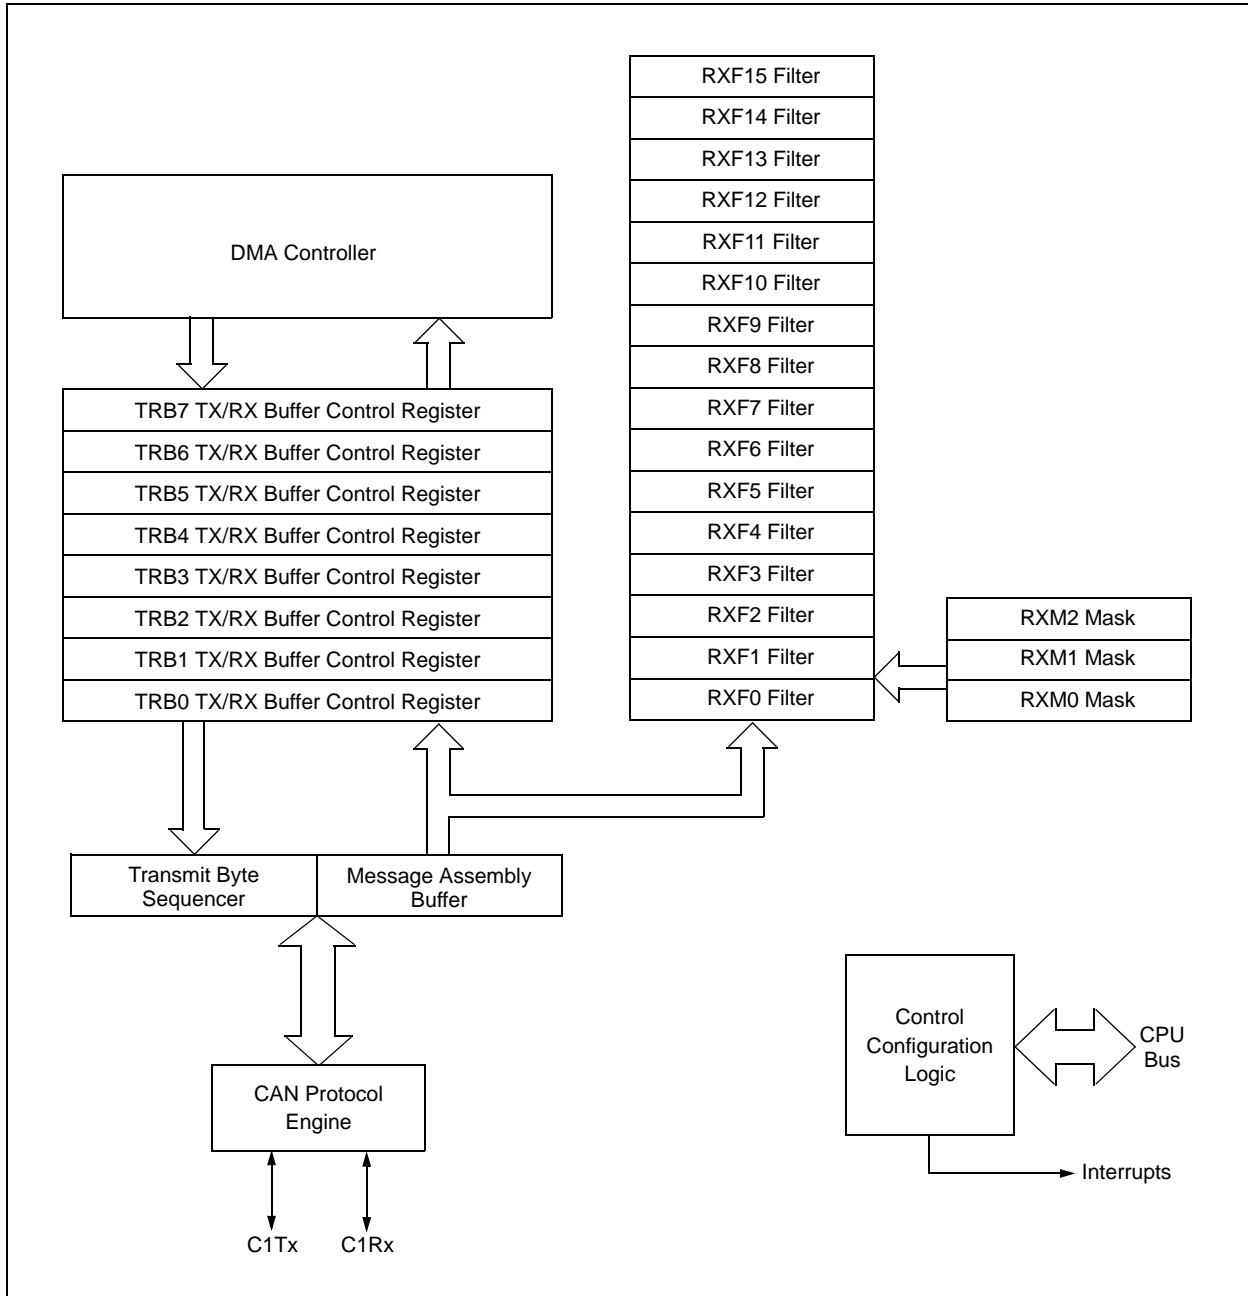 DMA Controller
TRB7 TX/RX Buffer Control Register
TRB6 TX/RX Buffer Control Register
TRB5 TX/RX Buffer Control Register
TRB4 TX/RX Buffer Control Register
TRB3 TX/RX Buffer Control Register
TRB2 TX/RX Buffer Control Register
TRB1 TX/RX Buffer Control Register
TRB0 TX/RX Buffer Control Register
RXF15 Filter
RXF14 Filter
RXF13 Filter
RXF12 Filter
RXF11 Filter
RXF10 Filter
RXF9 Filter
RXF8 Filter
RXF7 Filter
RXF6 Filter
RXF5 Filter
RXF4 Filter
RXF3 Filter
RXF2 Filter
RXF1 Filter
RXF0 Filter
RXM2 Mask
RXM1 Mask
RXM0 Mask
Transmit Byte
Sequencer
Message Assembly
Buffer
CAN Protocol
Engine
C1Tx
C1Rx
Control
Configuration
Logic
CPU
Bus
Interrupts